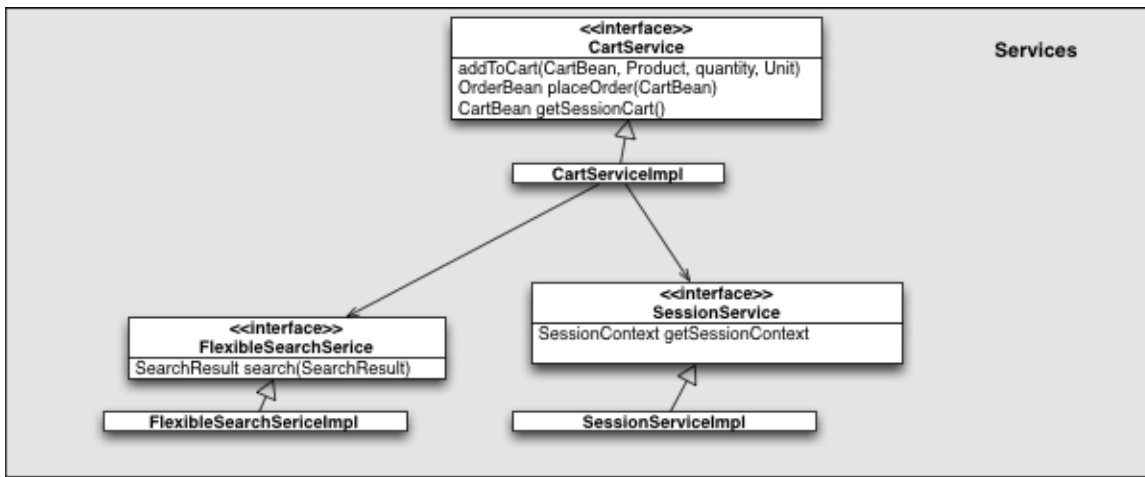 <<interface>>
CartService
Services
addToCart(CartBean, Product, quantity, Unit)
OrderBean placeOrder(CartBean)
CartBean getSessionCart()
CartServiceImpl
<<interface>>
SessionService
SessionContext getSessionContext
<<interface>>
FlexibleSearchSerice
SearchResult search(SearchResult)
FlexibleSearchSericeImpl
SessionServiceImpl